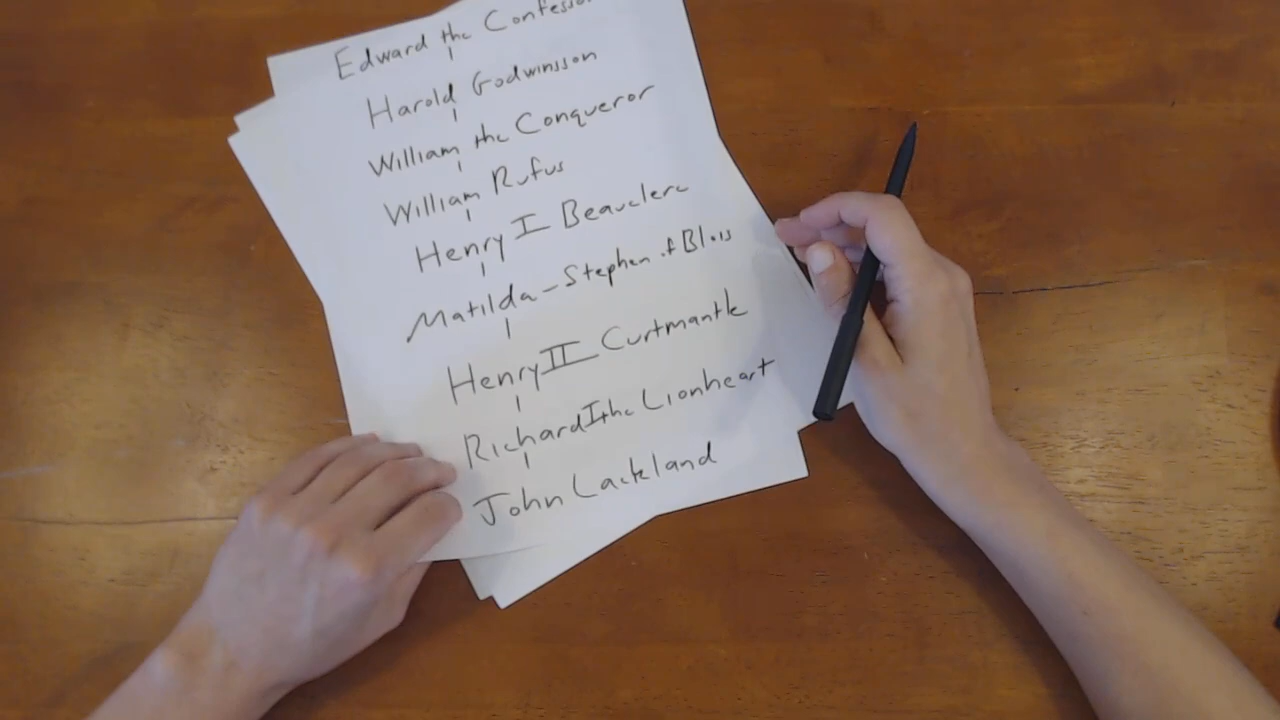 Edward the Confessor
Harold Godwinsson
William the Conqueror
William Rufus
Henry I Beauclerc
Matilda - Stephen of Blois
Henry II Curtmantle
Richard I the Lionheart
John Lackland